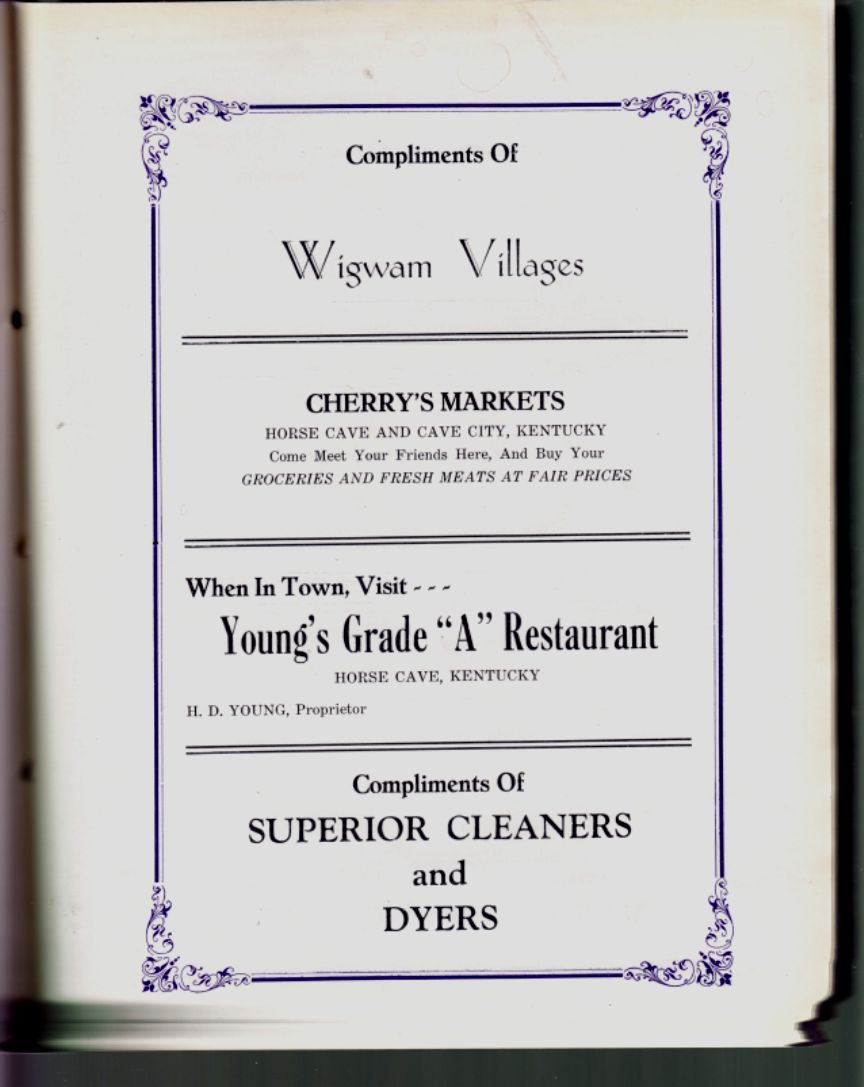 Compliments Of
Wigwam Villages
CHERRY'S MARKETS
HORSE CAVE AND CAVE CITY, KENTUCKY
Come Meet Your Friends Here, And Buy Your
GROCERIES AND FRESH MEATS AT FAIR PRICES
When In Town, Visit - - -
Young's Grade "A" Restaurant
HORSE CAVE, KENTUCKY
H. D. YOUNG, Proprietor
Compliments Of
SUPERIOR CLEANERS
and
DYERS